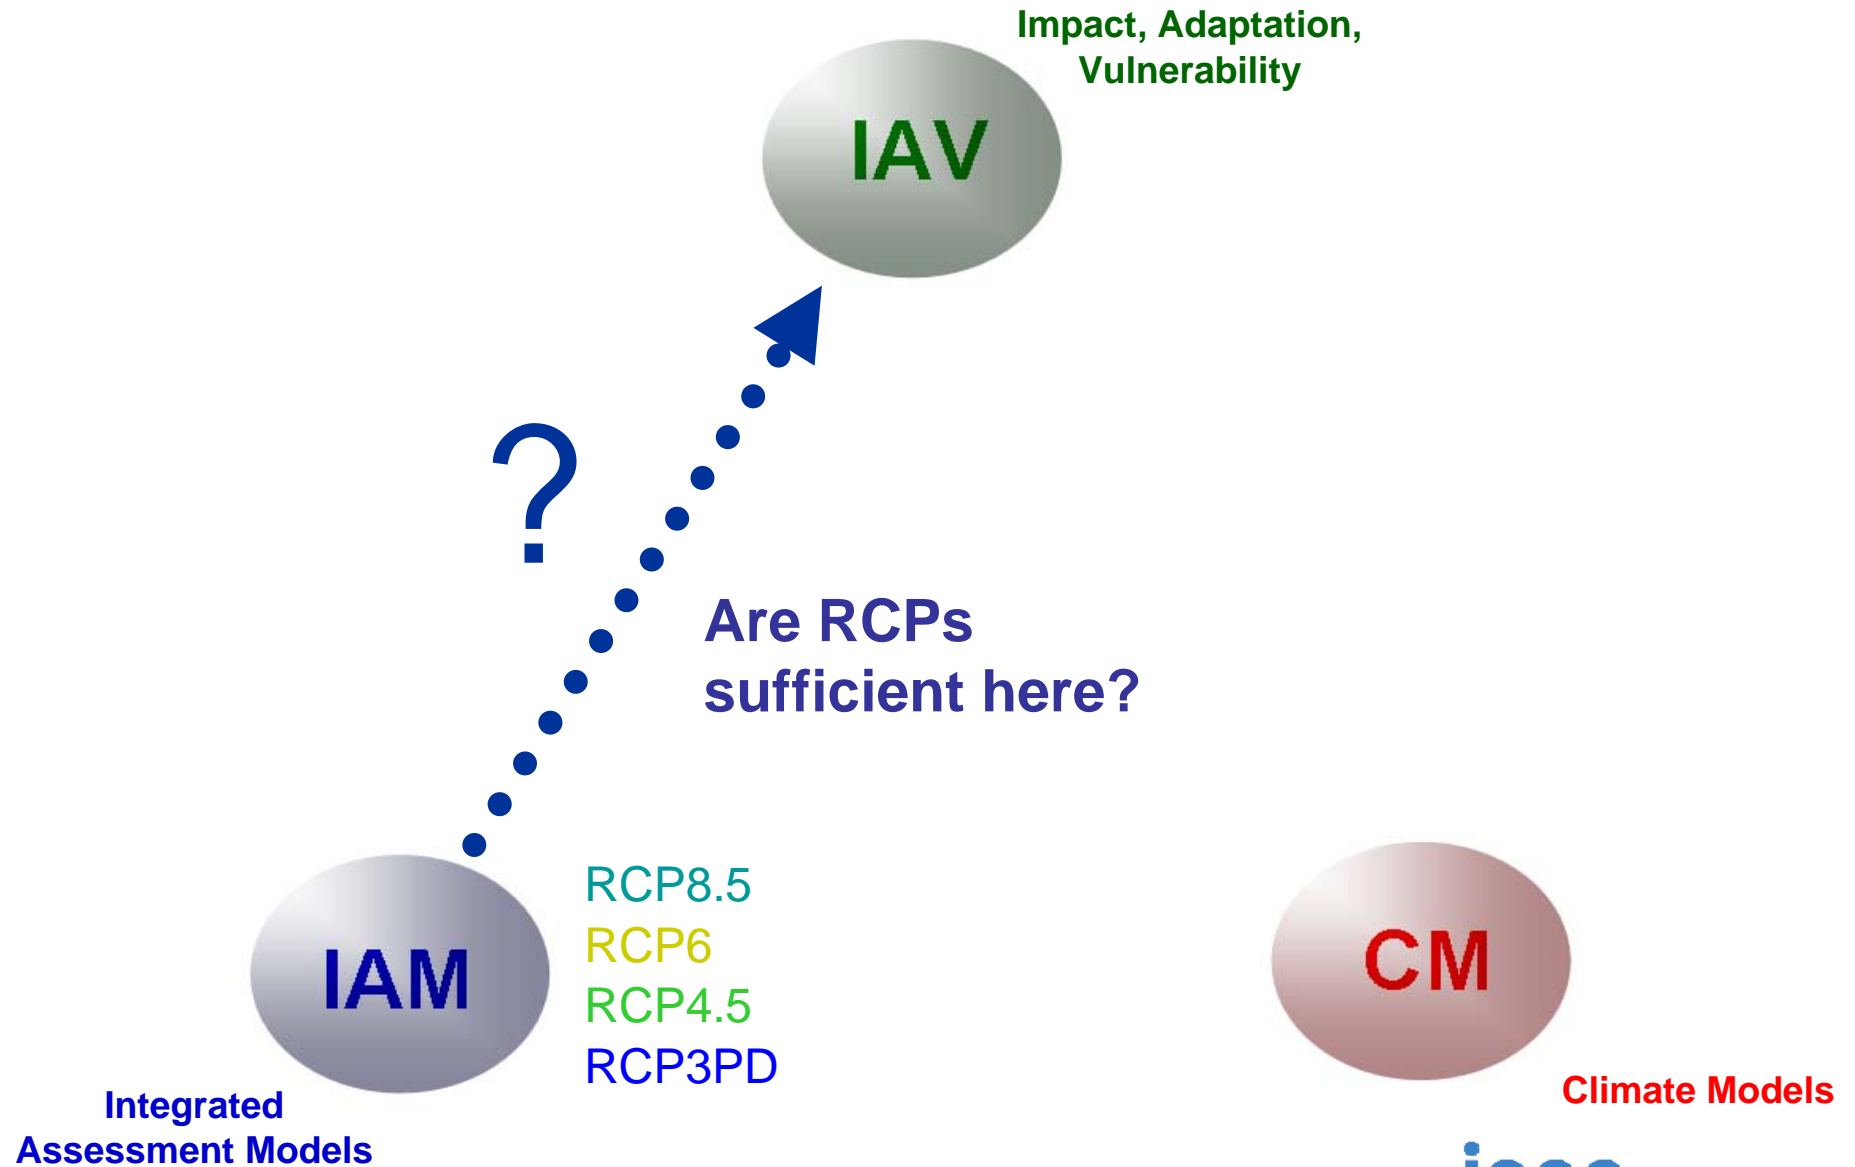 Impact, Adaptation,
Vulnerability
IAV
?
Are RCPs
sufficient here?
RCP8.5
RCP6
RCP4.5
RCP3PD
IAM
CM
Integrated
Assessment Models
Climate Models